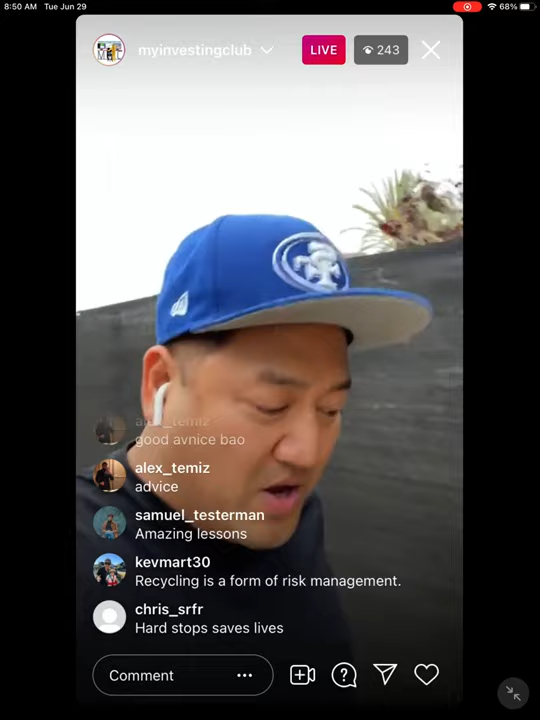 8:50 AM Tue Jun 29
68%
myinvestingclub
LIVE
243
alex_temiz
good avnice bao
alex_temiz
advice
samuel_testerman
Amazing lessons
kevmart30
Recycling is a form of risk management.
chris_srfr
Hard stops saves lives
Comment